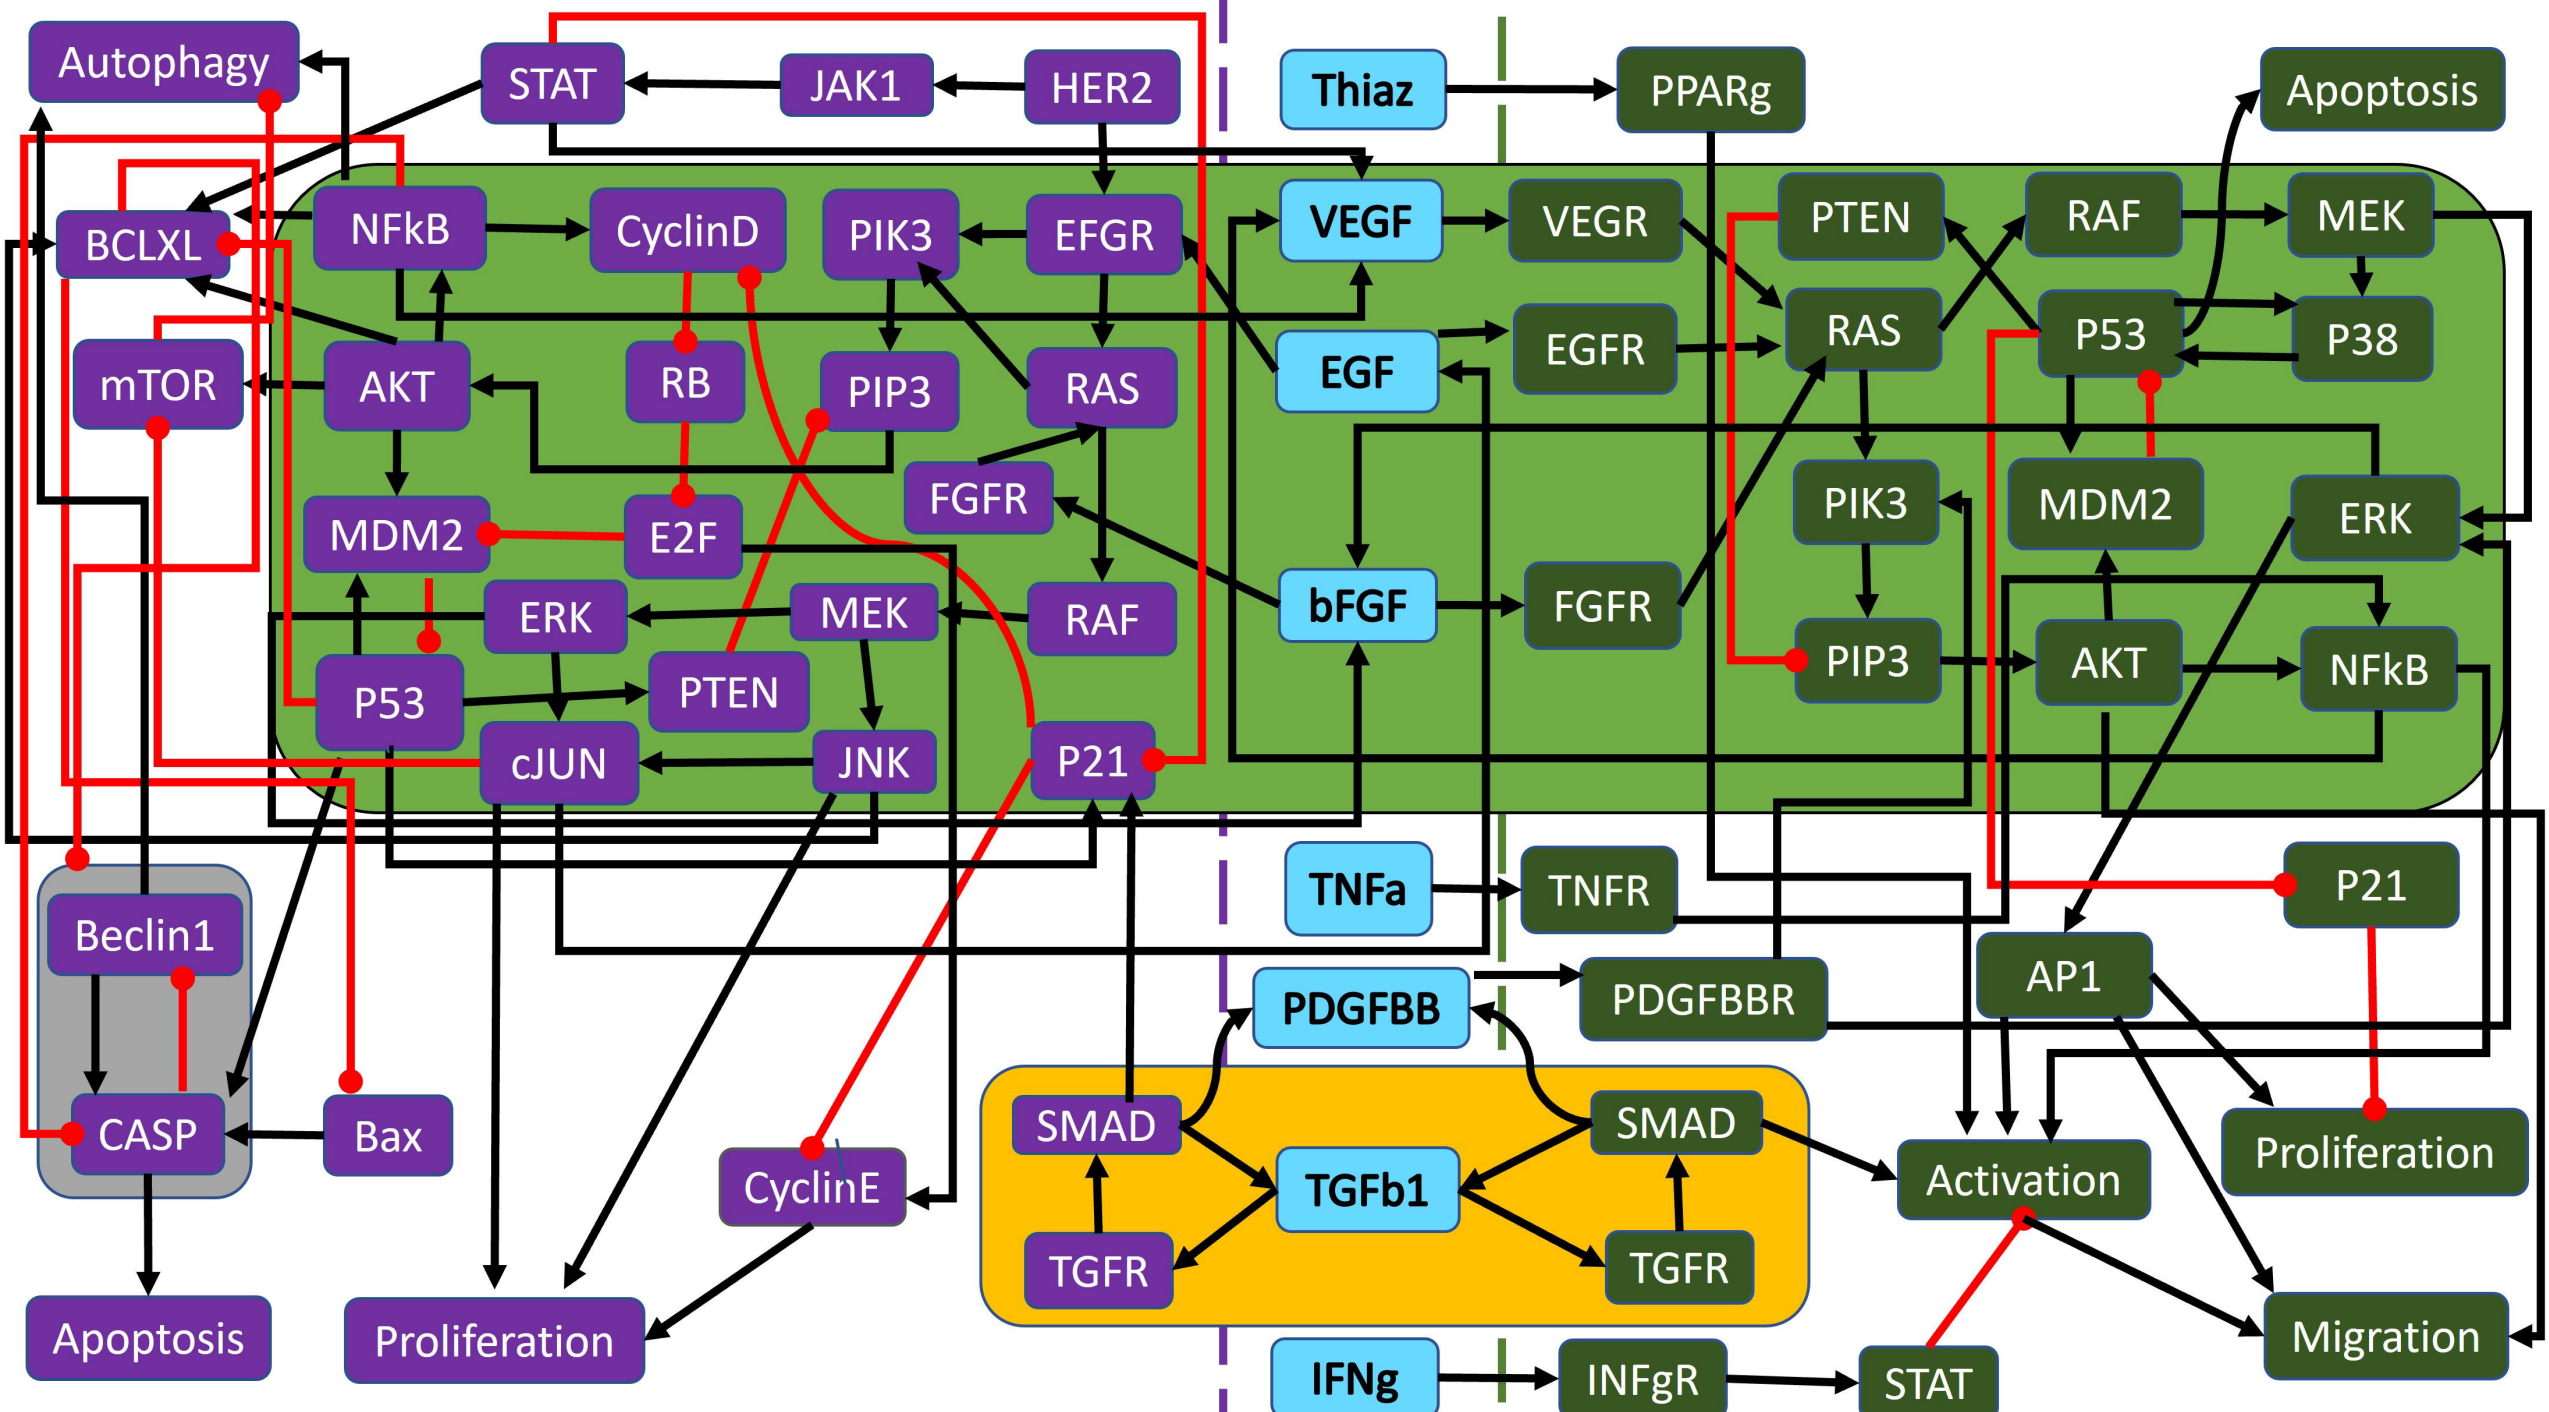 Autophagy
STAT
JAK1
HER2
Thiaz
PPARg
Apoptosis
BCLXL
NFkB
CyclinD
PIK3
EFGR
VEGF
VEGR
PTEN
RAF
MEK
mTOR
AKT
RB
PIP3
RAS
EGF
EGFR
RAS
P53
P38
MDM2
E2F
FGFR
PIK3
MDM2
ERK
ERK
MEK
RAF
bFGF
FGFR
P53
PTEN
PIP3
AKT
NFkB
cJUN
JNK
P21
TNFa
TNFR
P21
Beclin1
PDGFBB
PDGFBBR
AP1
CASP
Bax
CyclinE
SMAD
SMAD
TGFb1
Activation
Proliferation
TGFR
TGFR
Apoptosis
Proliferation
Migration
IFNg
INFgR
STAT